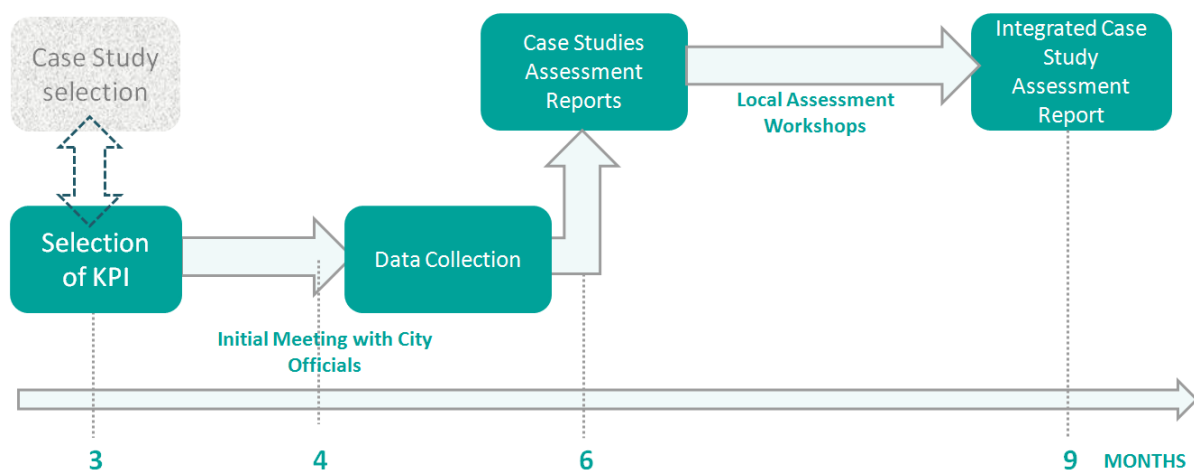 Case Study
selection
Selection
of KPI
Initial Meeting with City
Officials
Data Collection
Case Studies
Assessment
Reports
Local Assessment
Workshops
Integrated Case
Study
Assessment
Report
3
4
6
9
MONTHS